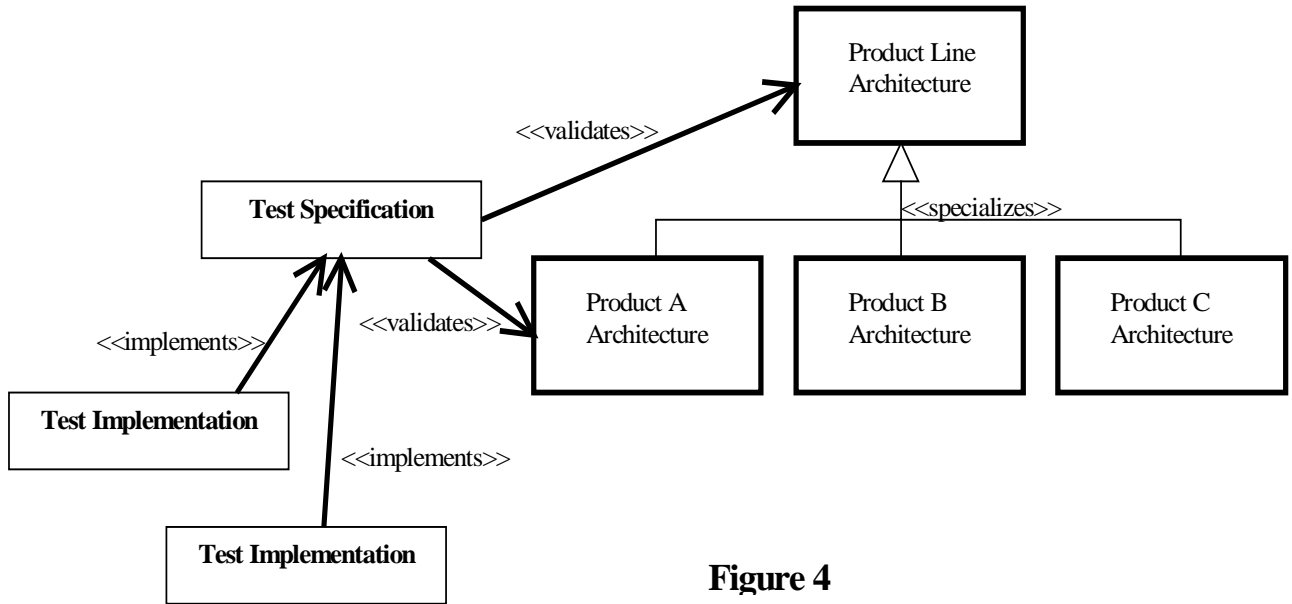 Product Line
Architecture
<<validates>>
Test Specification
<<specializes>>
Product A
Architecture
Product B
Architecture
Product C
Architecture
<<validates>>
<<implements>>
Test Implementation
<<implements>>
Test Implementation
Figure 4